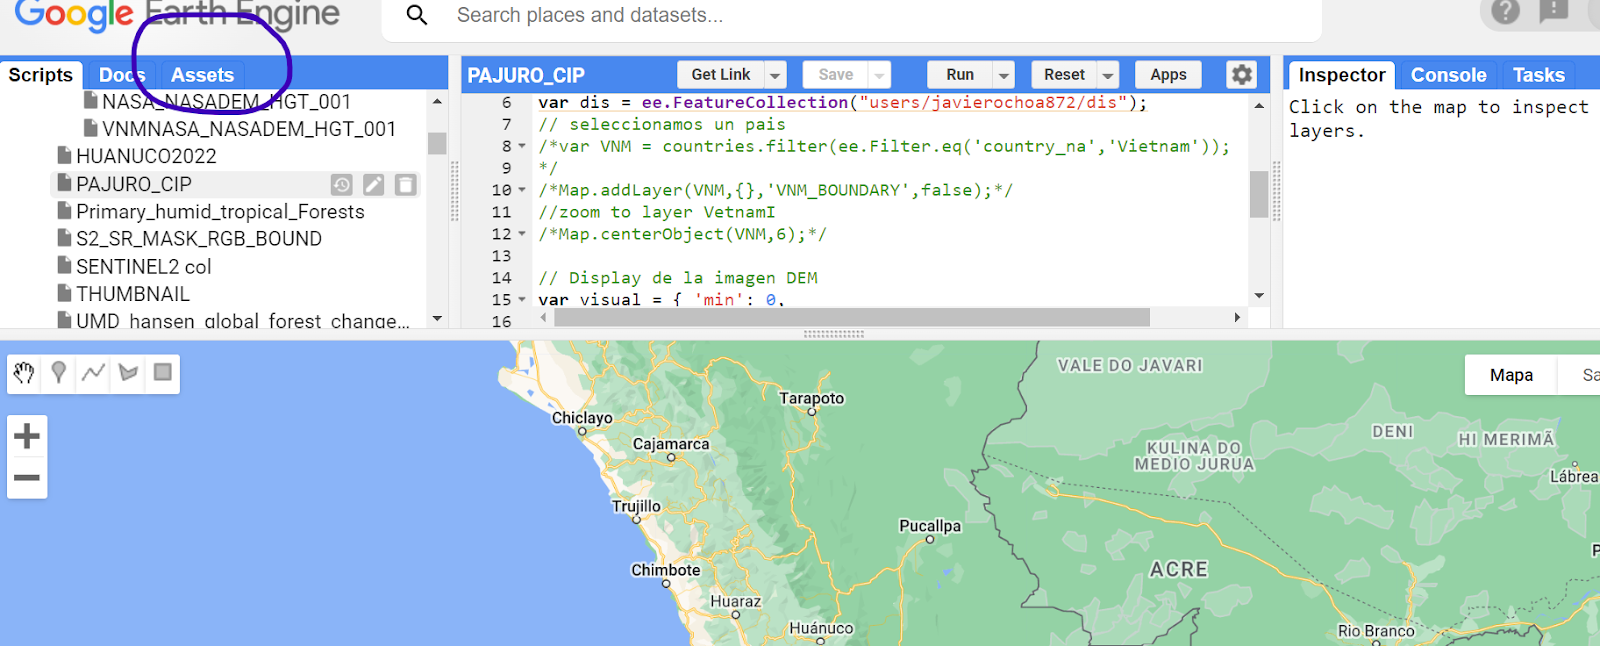 Google Earth Engine
Search places and datasets...
Scripts
Docs
Assets
NASA_NASADEM_HGT_001
VNMNASA_NASADEM_HGT_001
HUANUCO2022
PAJURO_CIP
Primary_humid_tropical_Forests
S2_SR_MASK_RGB_BOUND
SENTINEL2 col
THUMBNAIL
UMD_hansen_global_forest_change...
PAJURO_CIP
Get Link
Save
Run
Reset
Apps
6 var dis = ee.FeatureCollection("users/javierochoa872/dis");
7 // seleccionamos un pais
8 /*var VNM = countries.filter(ee.Filter.eq('country_na','Vietnam'));
9 */
10 /*Map.addLayer(VNM,{},'VNM_BOUNDARY',false);*/
11 //zoom to layer VetnamI
12 /*Map.centerObject(VNM,6);*/
13
14 // Display de la imagen DEM
15 var visual = { 'min': 0,
16
Inspector
Console
Tasks
Click on the map to inspect
layers.
Mapa
Sa
VALE DO JAVARI
Tarapoto
Chiclayo
Cajamarca
DENI
HI MERIMÃ
KULINA DO
MEDIO JURUA
Lábrea
Trujillo
Pucallpa
P
Chimbote
ACRE
Huaraz
Huánuco
Rio Branco